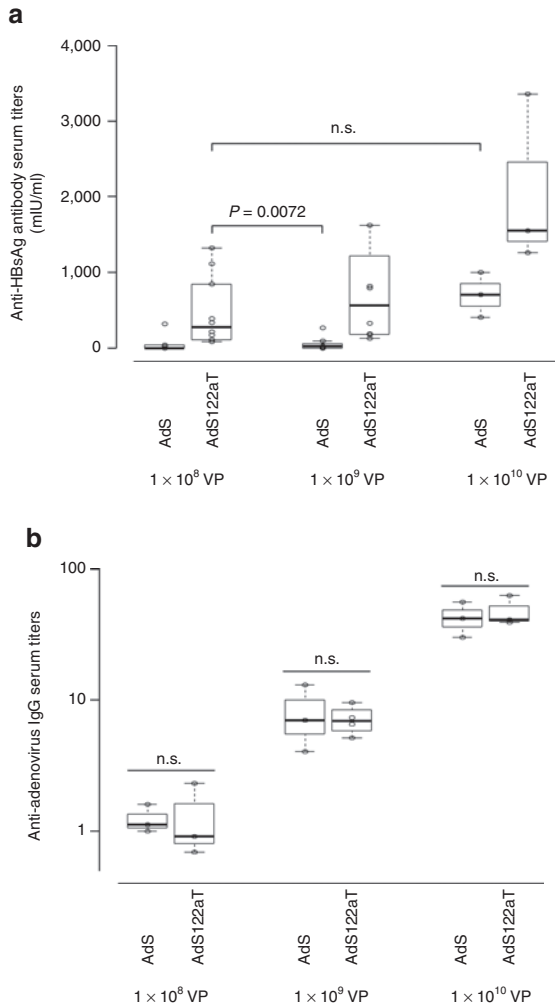 a
Anti-HBsAg antibody serum titers
(mIU/ml)
4,000
3,000
2,000
1,000
0
n.s.
P = 0.0072
AdS
AdS122aT
AdS
AdS122aT
AdS
AdS122aT
1 × 10⁸ VP
1 × 10⁹ VP
1 × 10¹⁰ VP
b
Anti-adenovirus IgG serum titers
100
10
1
n.s.
n.s.
n.s.
AdS
AdS122aT
AdS
AdS122aT
AdS
AdS122aT
1 × 10⁸ VP
1 × 10⁹ VP
1 × 10¹⁰ VP